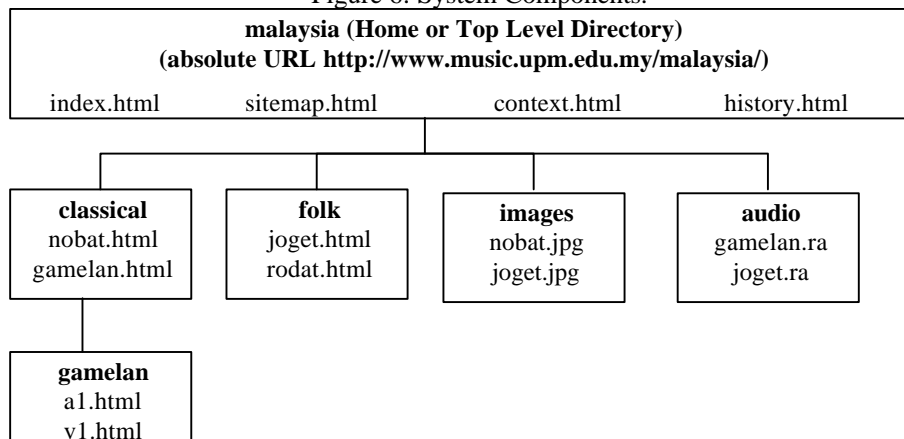 Figure 6. System Components.
malaysia (Home or Top Level Directory)
(absolute URL http://www.music.upm.edu.my/malaysia/)
index.html sitemap.html context.html history.html
classical
nobat.html
gamelan.html
folk
joget.html
rodat.html
images
nobat.jpg
joget.jpg
audio
gamelan.ra
joget.ra
gamelan
a1.html
v1.html